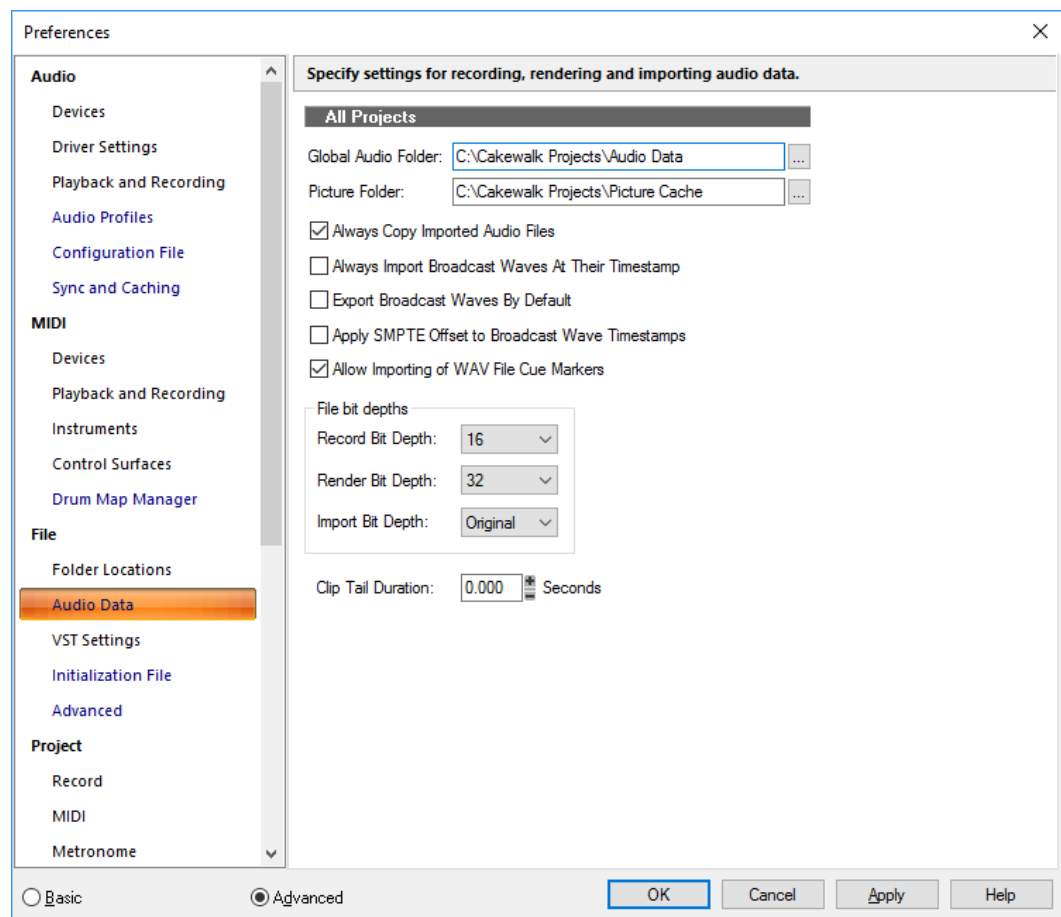 Preferences
Audio
Devices
Driver Settings
Playback and Recording
Audio Profiles
Configuration File
Sync and Caching
MIDI
Devices
Playback and Recording
Instruments
Control Surfaces
Drum Map Manager
File
Folder Locations
Audio Data
VST Settings
Initialization File
Advanced
Project
Record
MIDI
Metronome
Specify settings for recording, rendering and importing audio data.
All Projects
Global Audio Folder: C:\Cakewalk Projects\Audio Data ...
Picture Folder: C:\Cakewalk Projects\Picture Cache ...
Always Copy Imported Audio Files
Always Import Broadcast Waves At Their Timestamp
Export Broadcast Waves By Default
Apply SMPTE Offset to Broadcast Wave Timestamps
Allow Importing of WAV File Cue Markers
File bit depths
Record Bit Depth: 16
Render Bit Depth: 32
Import Bit Depth: Original
Clip Tail Duration: 0.000 Seconds
Basic Advanced OK Cancel Apply Help